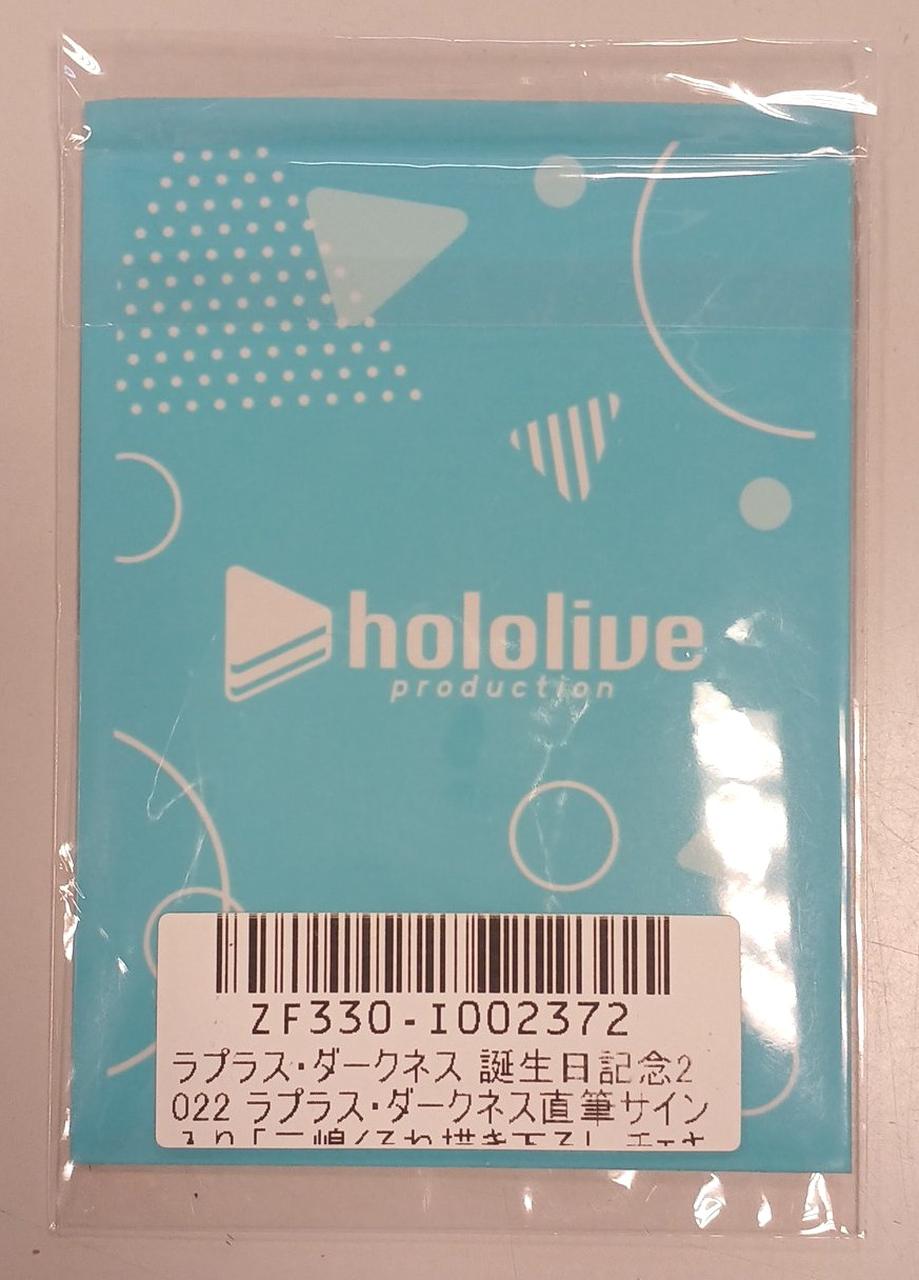 hololive
production
ZF330-I002372
ラプラス・ダークネス 誕生日記念2
022 ラプラス・ダークネス直筆サイン